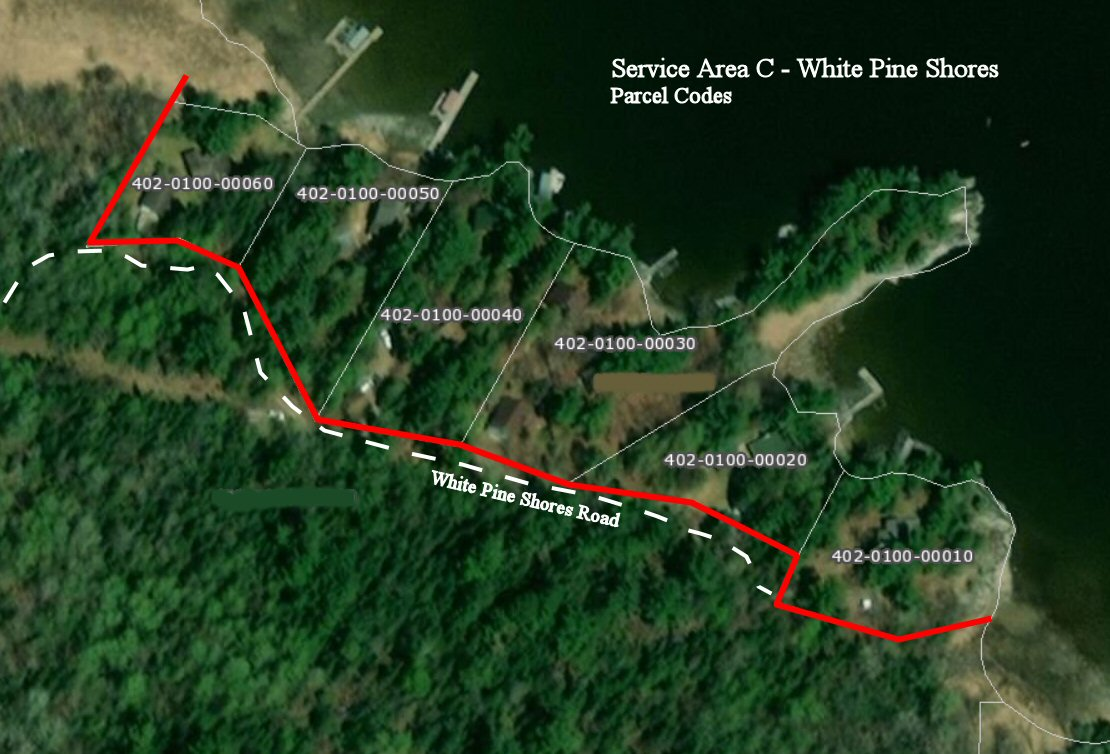 Service Area C - White Pine Shores
Parcel Codes
402-0100-00060
402-0100-00050
402-0100-00040
402-0100-00030
402-0100-00020
White Pine Shores Road
402-0100-00010